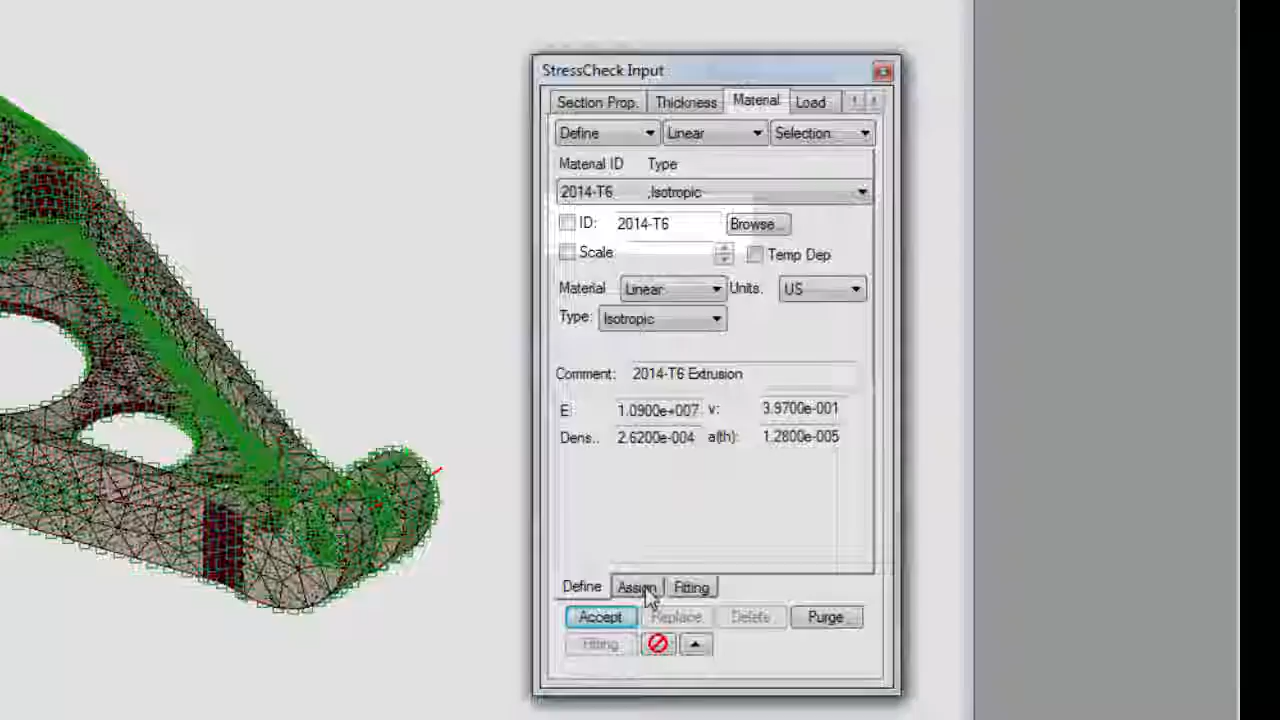 StressCheck Input
Section Prop. Thickness Material Load
Define Linear Selection
Material ID Type
2014-T6 ,Isotropic
ID: 2014-T6 Browse...
Scale Temp Dep
Material Linear Units. US
Type: Isotropic
Comment: 2014-T6 Extrusion
E: 1.0900e+007 v: 3.9700e-001
Dens.. 2.6200e-004 a(th): 1.2800e-005
Define Assign Fitting
Accept Replace Delete Purge
Fitting